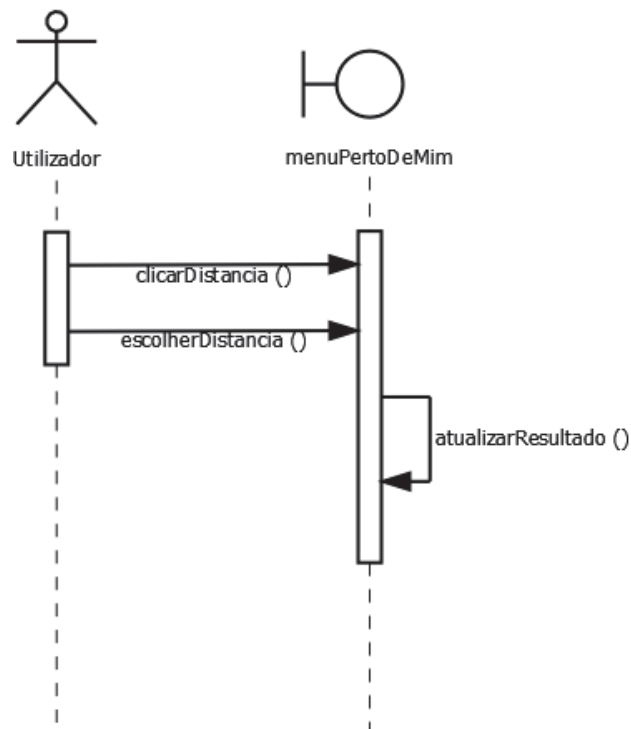 Utilizador
menuPertoDeMim
clicarDistancia ()
escolherDistancia ()
atualizarResultado ()